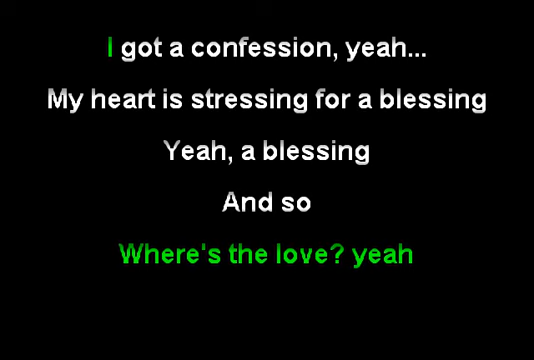 I got a confession, yeah...
My heart is stressing for a blessing
Yeah, a blessing
And so
Where's the love? yeah